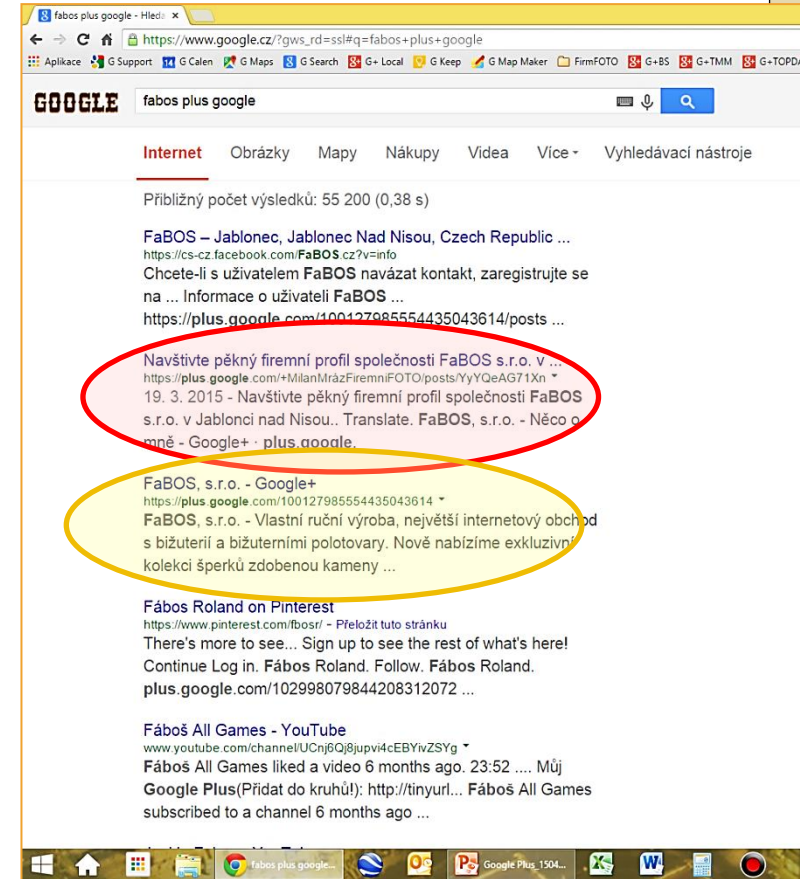 fabos plus google - Hled
https://www.google.cz/?gws_rd=ssl#q=fabos+plus+google
Aplikace G Support G Calen G Maps G Search G+ Local G Keep G Map Maker FirmFOTO G+BS G+TMM G+TOPDA
GOOGLE fabos plus google
Internet Obrázky Mapy Nákupy Videa Více Vyhledávací nástroje
Přibližný počet výsledků: 55 200 (0,38 s)
FaBOS – Jablonec, Jablonec Nad Nisou, Czech Republic ...
https://cs-cz.facebook.com/FaBOS.cz?v=info
Chcete-li s uživatelem FaBOS navázat kontakt, zaregistrujte se
na ... Informace o uživateli FaBOS ...
https://plus.google.com/100127985554435043614/posts ...
Navštivte pěkný firemní profil společnosti FaBOS s.r.o. v ...
https://plus.google.com/+MilanMrázFiremniFOTO/posts/YyYQeAG71Xn
19. 3. 2015 - Navštivte pěkný firemní profil společnosti FaBOS
s.r.o. v Jablonci nad Nisou.. Translate. FaBOS, s.r.o. - Něco o
mně - Google+ · plus.google.
FaBOS, s.r.o. - Google+
https://plus.google.com/100127985554435043614
FaBOS, s.r.o. - Vlastní ruční výroba, největší internetový obchod
s bižuterií a bižuterními polotovary. Nově nabízíme exkluzivní
kolekci šperků zdobenou kameny ...
Fábos Roland on Pinterest
https://www.pinterest.com/fbosr/ - Přeložit tuto stránku
There's more to see... Sign up to see the rest of what's here!
Continue Log in. Fábos Roland. Follow. Fábos Roland.
plus.google.com/102998079844208312072 ...
Fáboš All Games - YouTube
www.youtube.com/channel/UCnj6Qj8jupvi4cEBYivZSYg
Fáboš All Games liked a video 6 months ago. 23:52 .... Můj
Google Plus(Přidat do kruhů!): http://tinyurl... Fáboš All Games
subscribed to a channel 6 months ago ...
fabos plus google... Google Plus_1504...